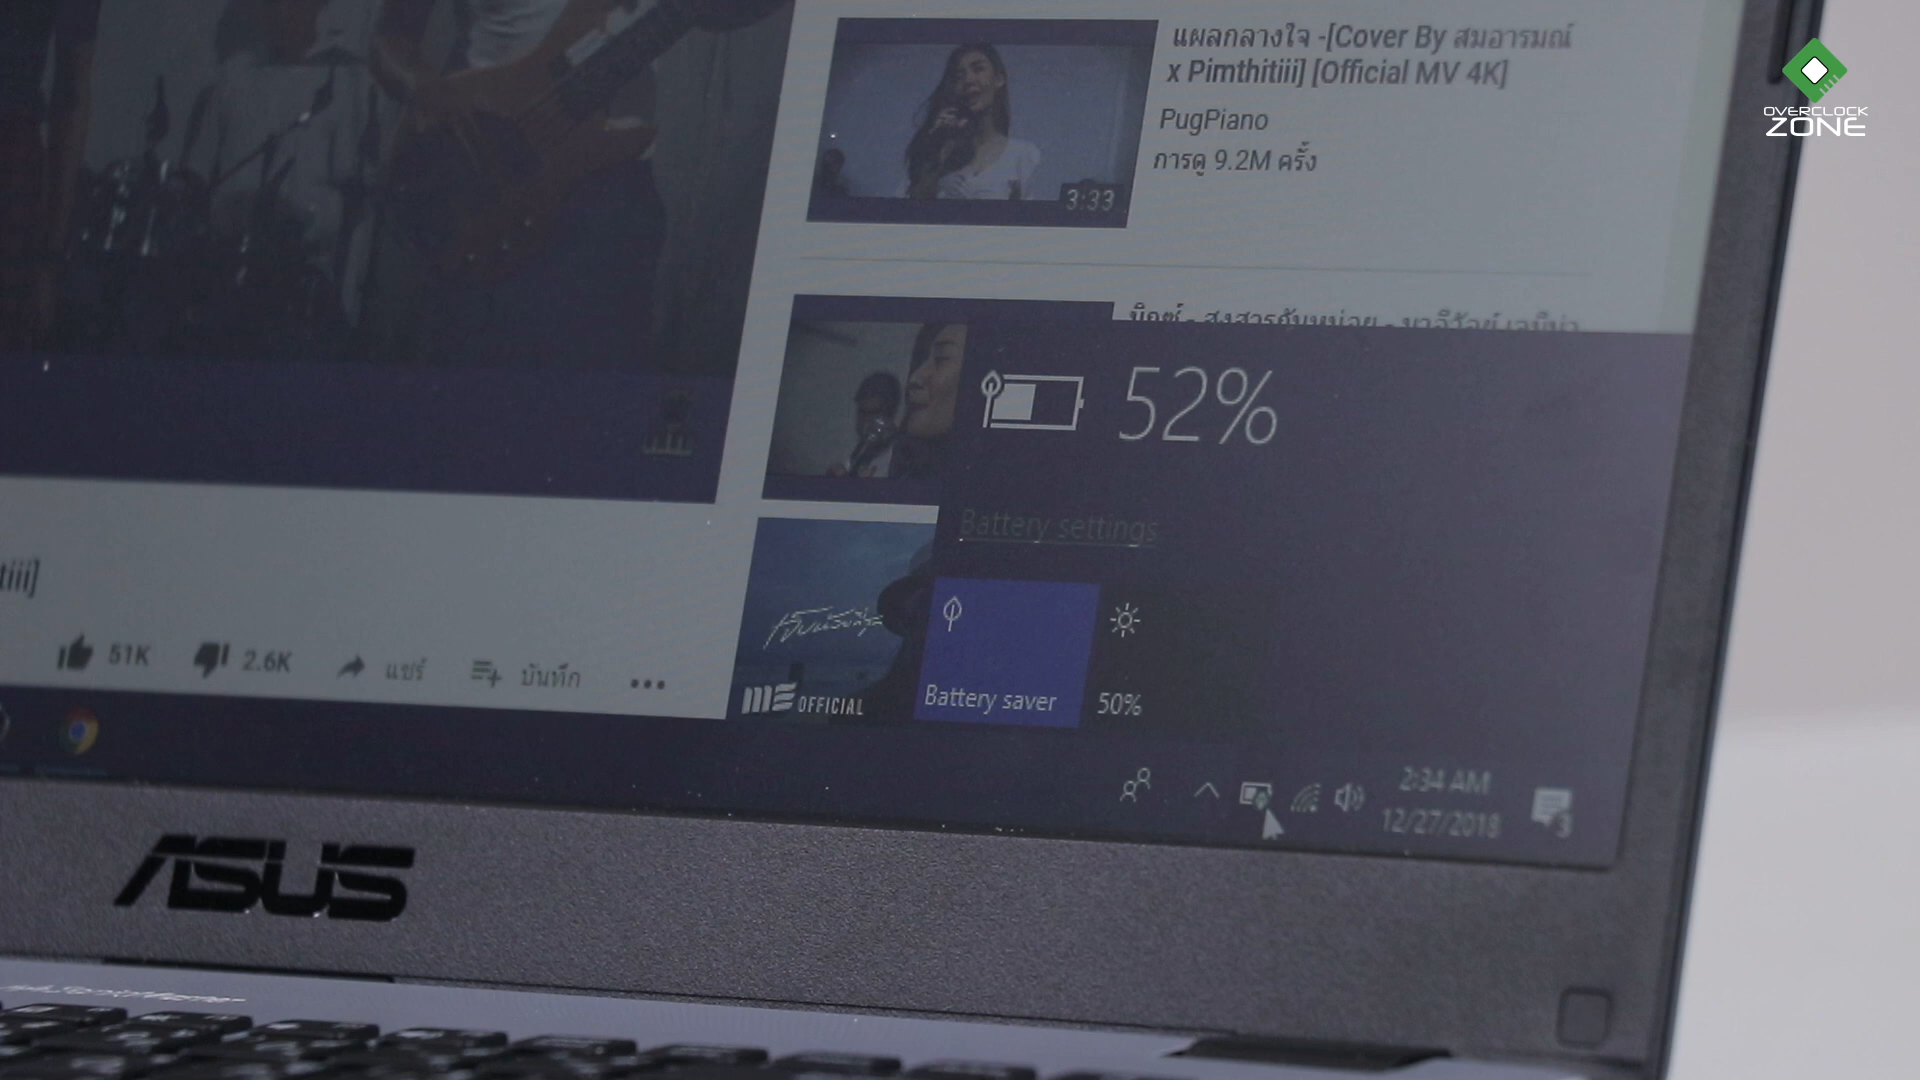 แผลกลางใจ -[Cover By สมอารมณ์
x Pimthitiii] [Official MV 4K]
PugPiano
การดู 9.2M ครั้ง
3:33
OVERCLOCK
ZONE
52%
Battery settings
tiii]
51K
2.6K
แชร์
บันทึก
ME OFFICIAL
Battery saver
50%
2:34 AM
12/27/2018
3
ASUS